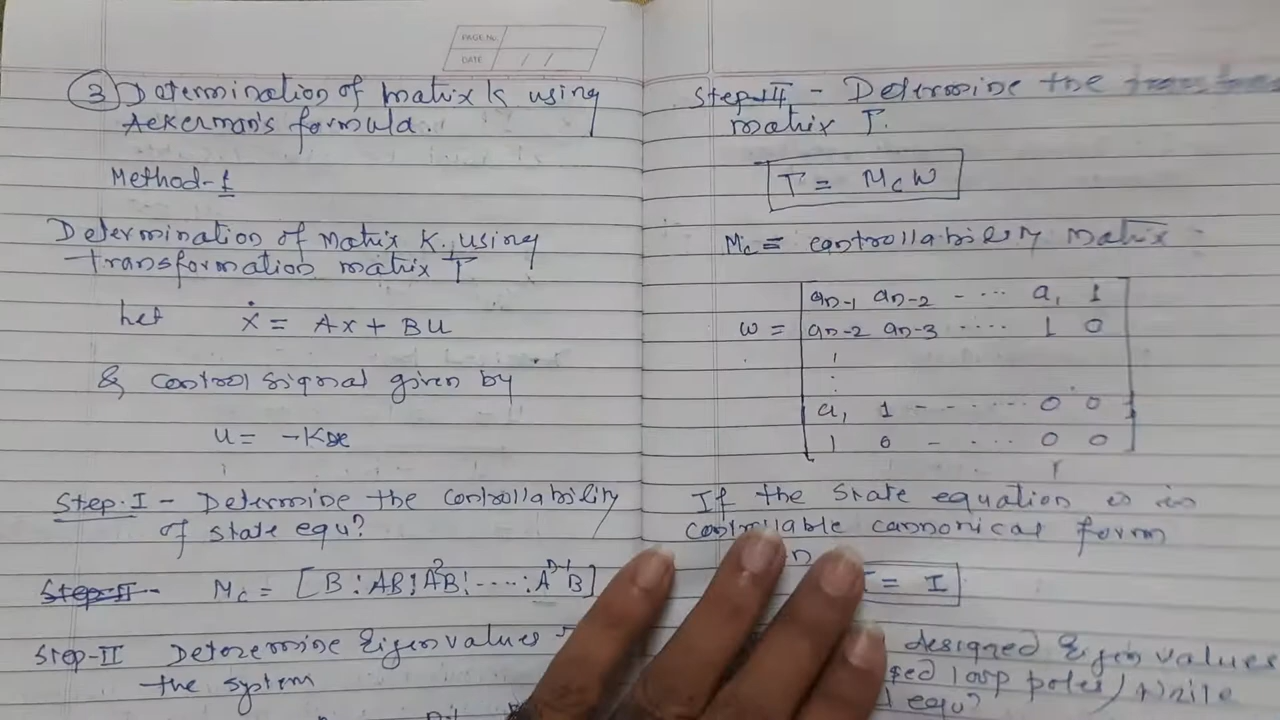 PAGE No.
DATE / /
3 Determination of matrix K using
Ackerman's formula.
Method-1
Determination of Matrix K, using
transformation matrix T
let ẋ = Ax + Bu
& control signal given by
u = -Kx
Step-I - Determine the controllability
of state equ?
Step-II - Mc = [B : AB : A²B : ---- : Aⁿ⁻¹B]
Step-II Determine Eigen values
the system
Step-III - Determine the
matrix T.
T = Mc W
Mc = controllability matrix
an-1 an-2 - ... a1 1
W = an-2 an-3 .... 1 0
a1 1 - - ... 0 0
1 0 - ... 0 0
If the state equation is in
controllable cannonical form
= I
designed Eigen values
loop poles / write
equ?